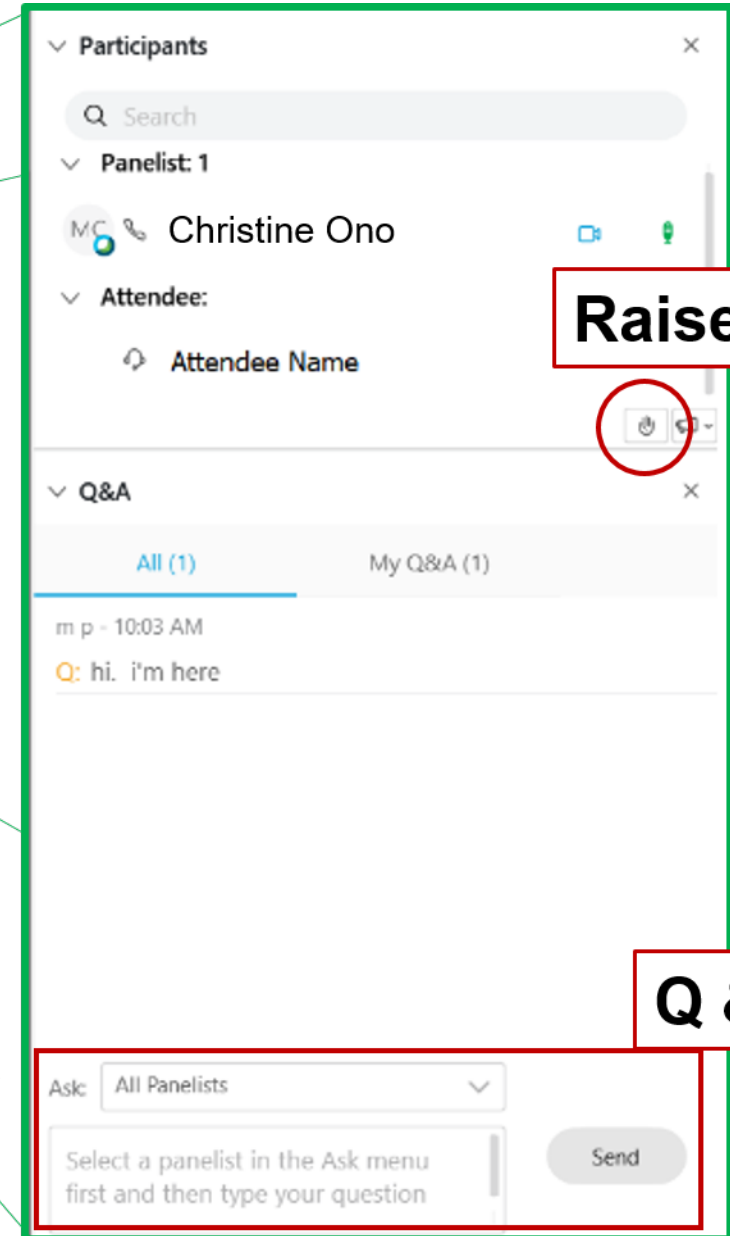 Participants
Search
Panelist: 1
MC Christine Ono
Attendee:
Raise
Attendee Name
Q&A
All (1) My Q&A (1)
m p - 10:03 AM
Q: hi. i'm here
Q
Ask: All Panelists
Select a panelist in the Ask menu
first and then type your question
Send